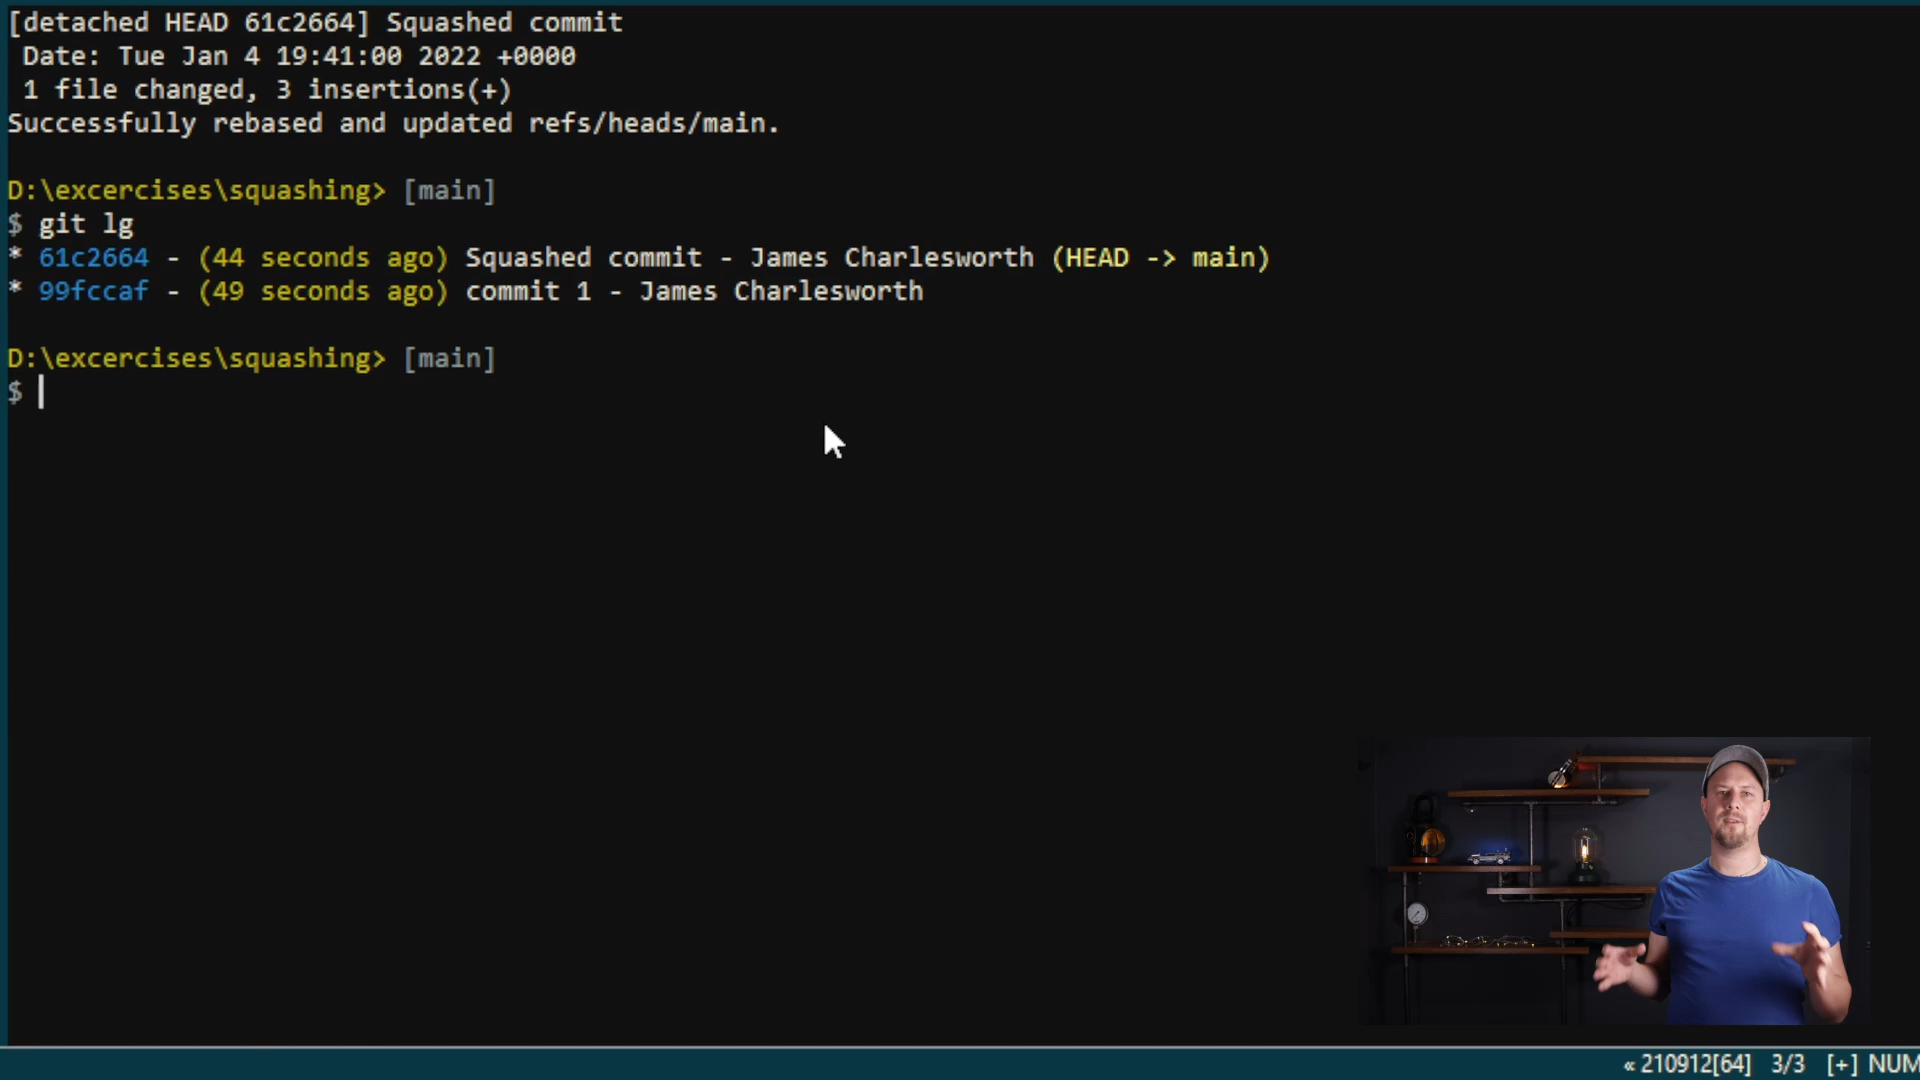 [detached HEAD 61c2664] Squashed commit
Date: Tue Jan 4 19:41:00 2022 +0000
1 file changed, 3 insertions(+)
Successfully rebased and updated refs/heads/main.
D:\excercises\squashing> [main]
$ git lg
* 61c2664 - (44 seconds ago) Squashed commit - James Charlesworth (HEAD -> main)
* 99fccaf - (49 seconds ago) commit 1 - James Charlesworth
D:\excercises\squashing> [main]
$
« 210912[64] 3/3 [+] NUM